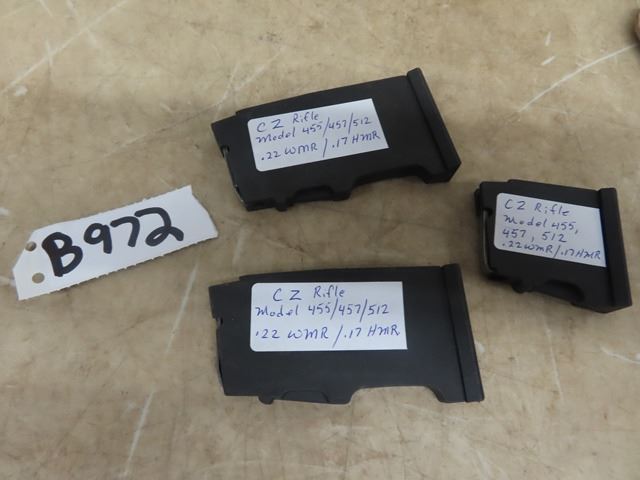 CZ Rifle
Model 455/457/512
.22 WMR/.17 HMR
CZ Rifle
Model 455,
457, 512
.22 WMR/.17 HMR
B972
CZ Rifle
Model 455/457/512
.22 WMR/.17 HMR